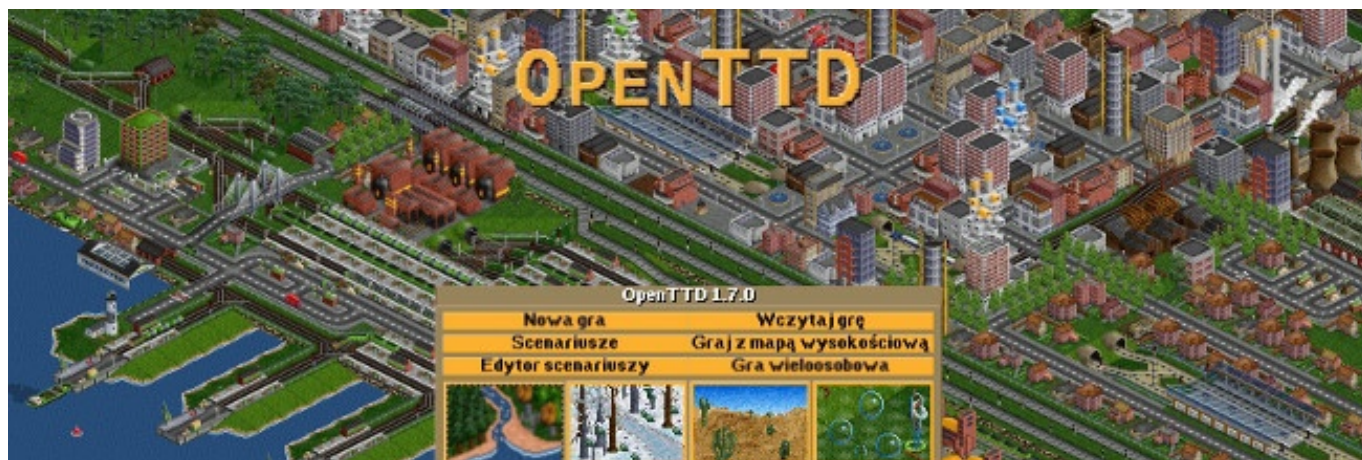 OpenTTD
OpenTTD 1.7.0
Nowa gra
Wczytaj grę
Scenariusze
Graj z mapą wysokościową
Edytor scenariuszy
Gra wieloosobowa